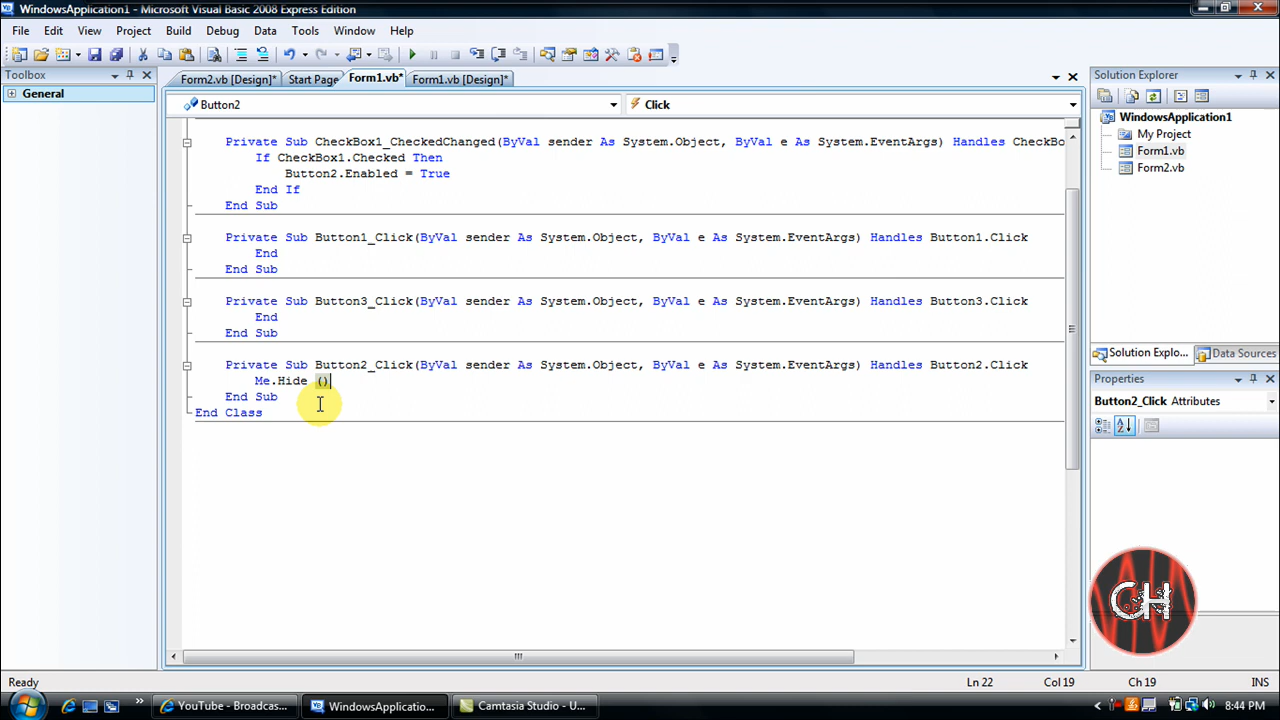 WindowsApplication1 - Microsoft Visual Basic 2008 Express Edition
File Edit View Project Build Debug Data Tools Window Help
Toolbox
General
Form2.vb [Design]* Start Page Form1.vb* Form1.vb [Design]*
Button2 Click
Private Sub CheckBox1_CheckedChanged(ByVal sender As System.Object, ByVal e As System.EventArgs) Handles CheckBo
If CheckBox1.Checked Then
Button2.Enabled = True
End If
End Sub
Private Sub Button1_Click(ByVal sender As System.Object, ByVal e As System.EventArgs) Handles Button1.Click
End
End Sub
Private Sub Button3_Click(ByVal sender As System.Object, ByVal e As System.EventArgs) Handles Button3.Click
End
End Sub
Private Sub Button2_Click(ByVal sender As System.Object, ByVal e As System.EventArgs) Handles Button2.Click
Me.Hide ()
End Sub
End Class
Solution Explorer
WindowsApplication1
My Project
Form1.vb
Form2.vb
Solution Explo... Data Sources
Properties
Button2_Click Attributes
CH
Ready Ln 22 Col 19 Ch 19 INS
YouTube - Broadcas... WindowsApplicatio... Camtasia Studio - U... 8:44 PM